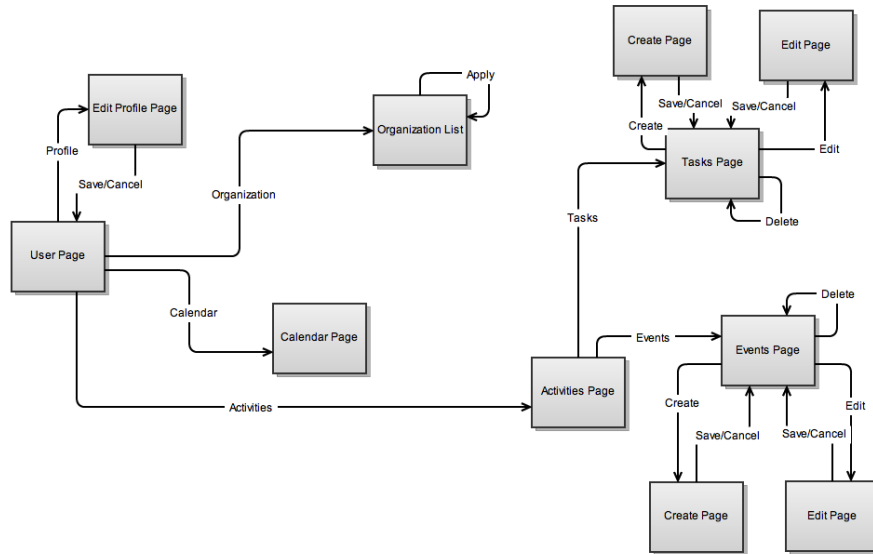 Create Page
Edit Page
Apply
Edit Profile Page
Save/Cancel
Save/Cancel
Create
Organization List
Profile
Edit
Tasks Page
Save/Cancel
Organization
Tasks
Delete
User Page
Delete
Calendar
Calendar Page
Events
Events Page
Activities Page
Activities
Create
Edit
Save/Cancel
Save/Cancel
Create Page
Edit Page